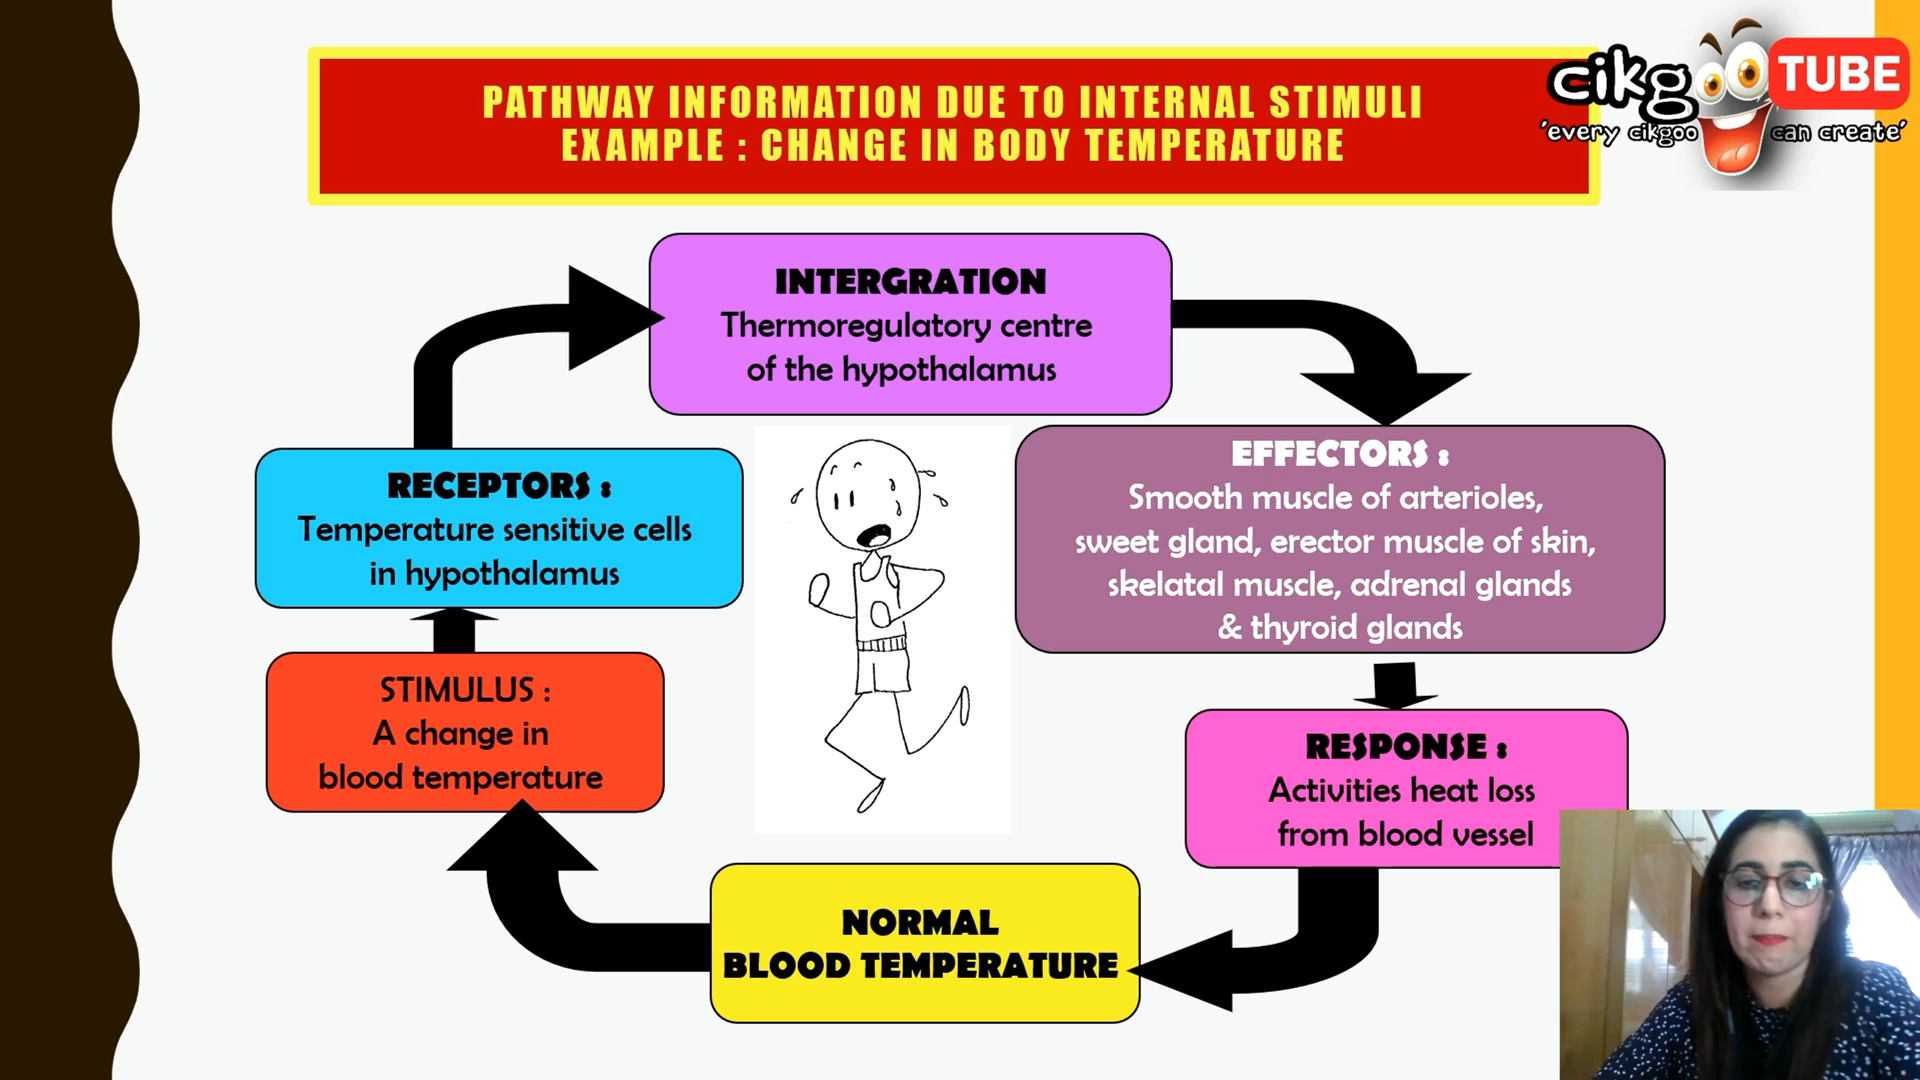 PATHWAY INFORMATION DUE TO INTERNAL STIMULI
EXAMPLE : CHANGE IN BODY TEMPERATURE
cikgoo TUBE
'every cikgoo can create'
INTERGRATION
Thermoregulatory centre
of the hypothalamus
RECEPTORS :
Temperature sensitive cells
in hypothalamus
EFFECTORS :
Smooth muscle of arterioles,
sweet gland, erector muscle of skin,
skelatal muscle, adrenal glands
& thyroid glands
STIMULUS :
A change in
blood temperature
RESPONSE :
Activities heat loss
from blood vessel
NORMAL
BLOOD TEMPERATURE